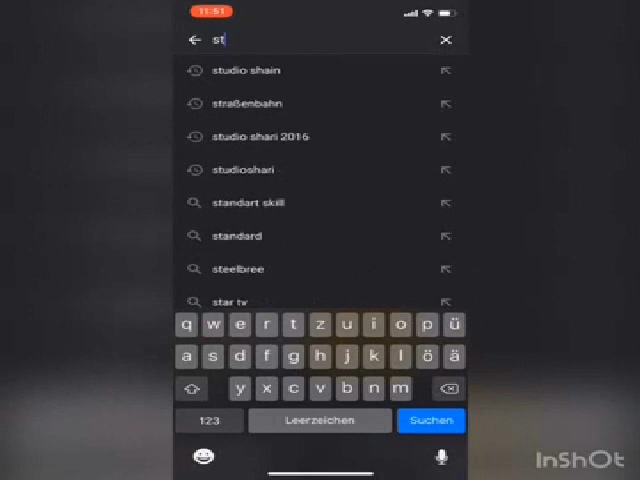 11:51
st
studio shain
straßenbahn
studio shari 2016
studioshari
standart skill
standard
steelbree
star tv
q w e r t z u i o p ü
a s d f g h j k l ö ä
y x c v b n m
123 Leerzeichen Suchen
InShOt